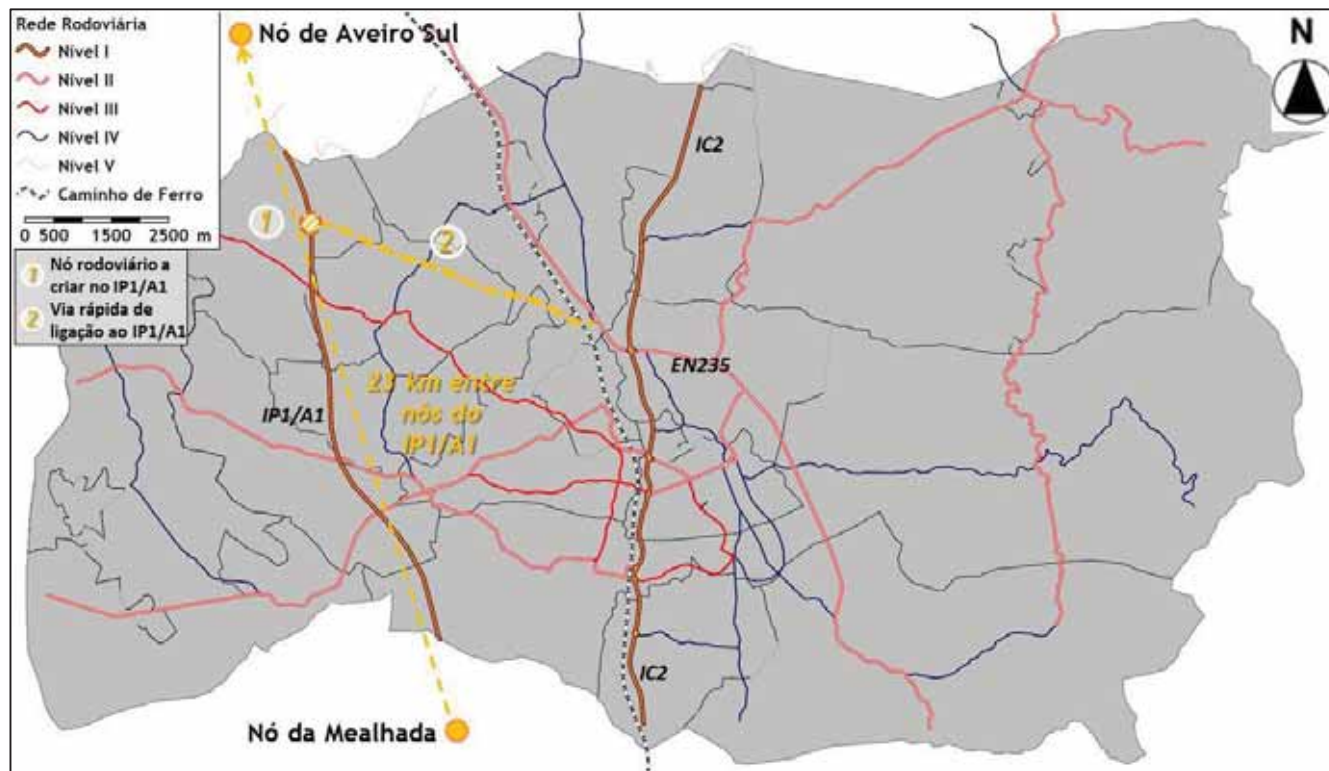 Rede Rodoviária
Nível I
Nível II
Nível III
Nível IV
Nível V
Caminho de Ferro
0 500 1500 2500 m
1 Nó rodoviário a
criar no IP1/A1
2 Via rápida de
ligação ao IP1/A1
Nó de Aveiro Sul
N
IC2
1
2
EN235
23 km entre
nós do
IP1/A1
IP1/A1
IC2
Nó da Mealhada